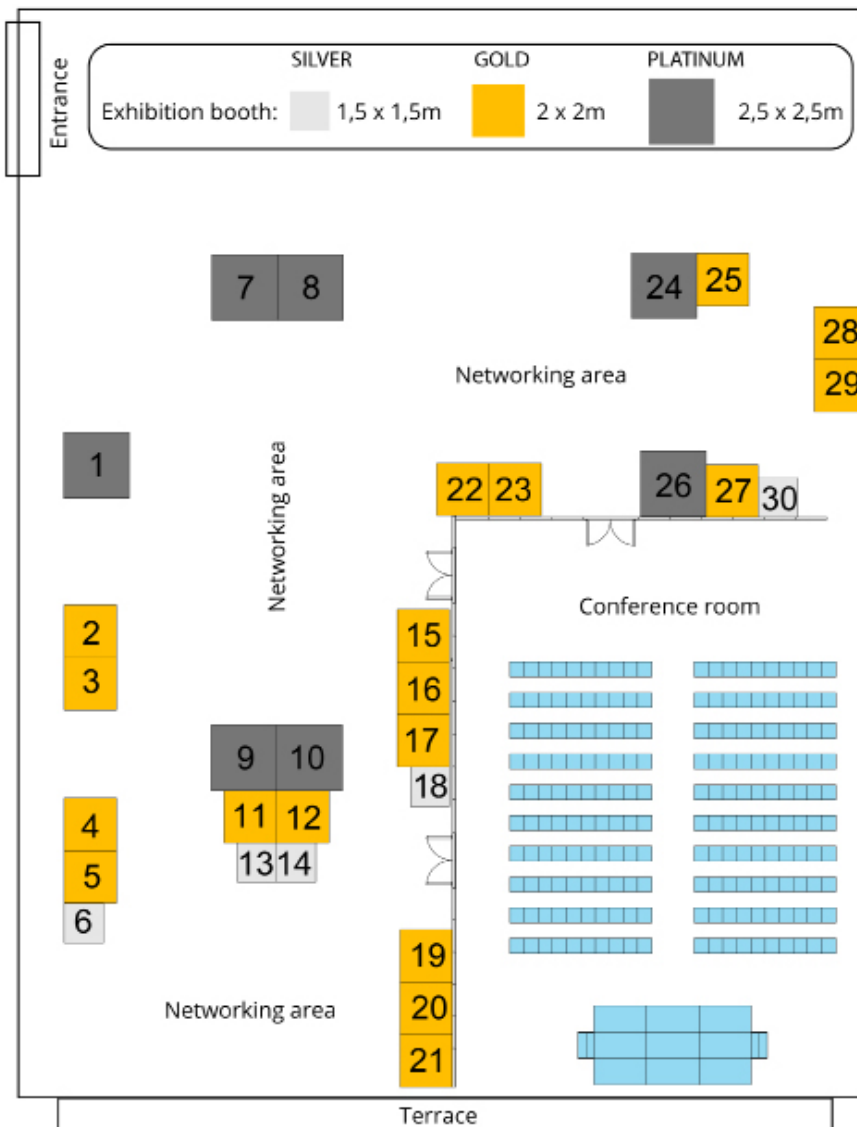 Entrance
SILVER GOLD PLATINUM
Exhibition booth: 1,5 x 1,5m 2 x 2m 2,5 x 2,5m
7 8 24 25
28
Networking area
29
1
Networking area
22 23 26 27 30
Conference room
2 15
3 16
9 10 17
18
4 11 12
5 13 14
6
19
Networking area 20
21
Terrace